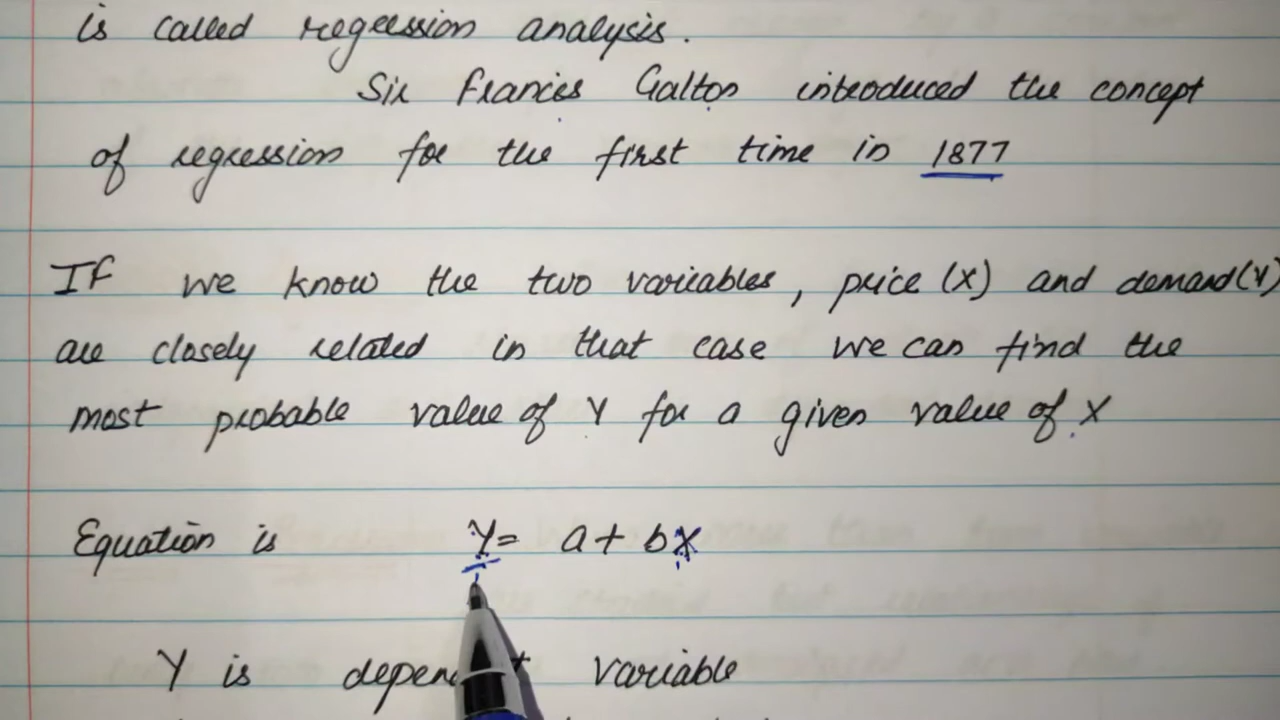 is called regression analysis.
Sir Francis Galton introduced the concept
of regression for the first time in 1877
If we know the two variables, price (X) and demand (Y)
are closely related in that case we can find the
most probable value of Y for a given value of X
Equation is Y = a + bX
Y is variable